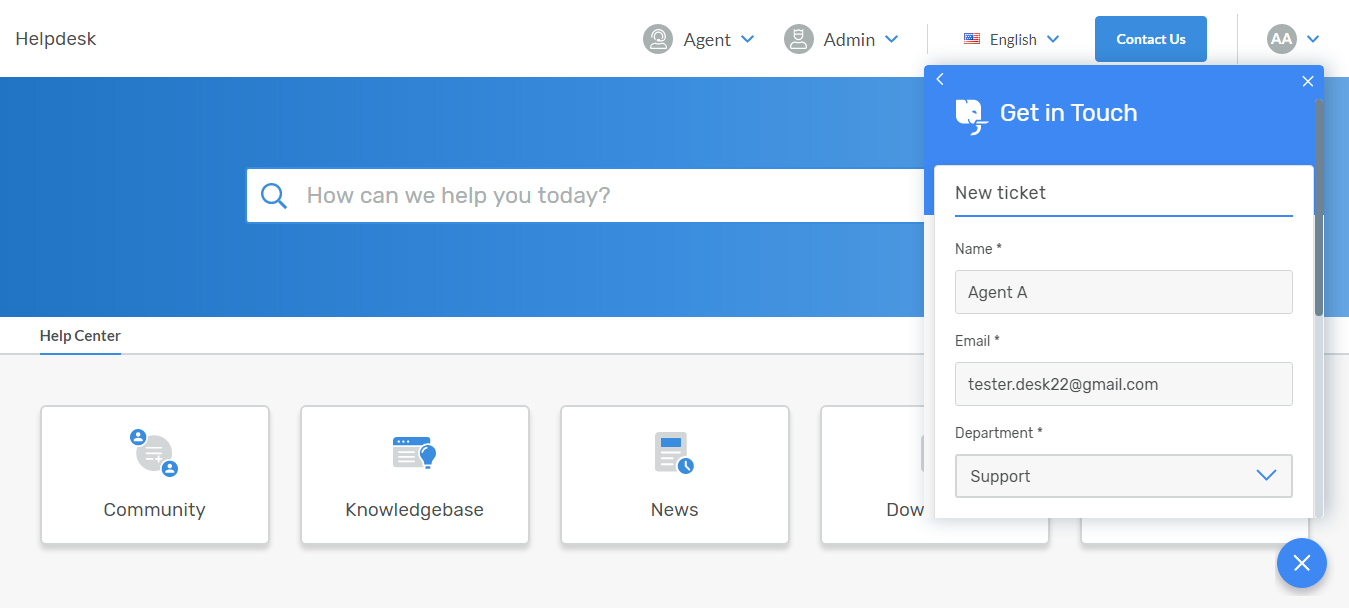 Helpdesk
Agent
Admin
English
Contact Us
AA
Get in Touch
How can we help you today?
New ticket
Name *
Agent A
Email *
tester.desk22@gmail.com
Department *
Support
Help Center
Community
Knowledgebase
News
Dow